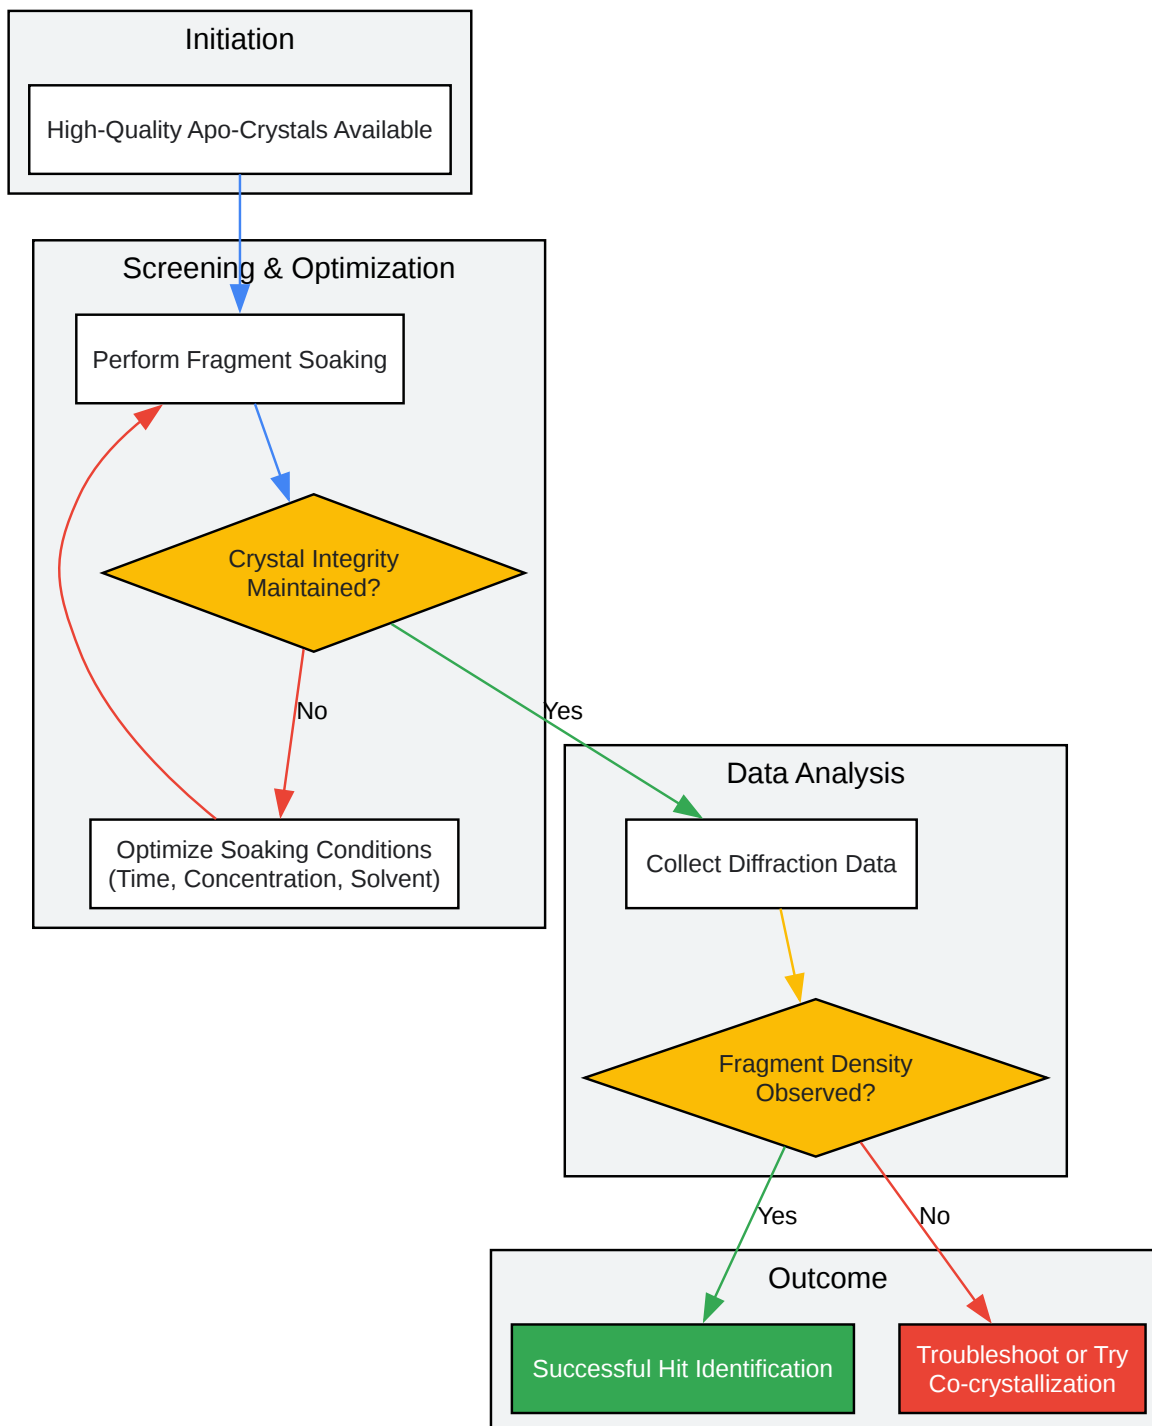 Initiation
High-Quality Apo-Crystals Available
Screening & Optimization
Perform Fragment Soaking
Crystal Integrity
Maintained?
No
Yes
Optimize Soaking Conditions
(Time, Concentration, Solvent)
Data Analysis
Collect Diffraction Data
Fragment Density
Observed?
Yes
No
Outcome
Successful Hit Identification
Troubleshoot or Try
Co-crystallization